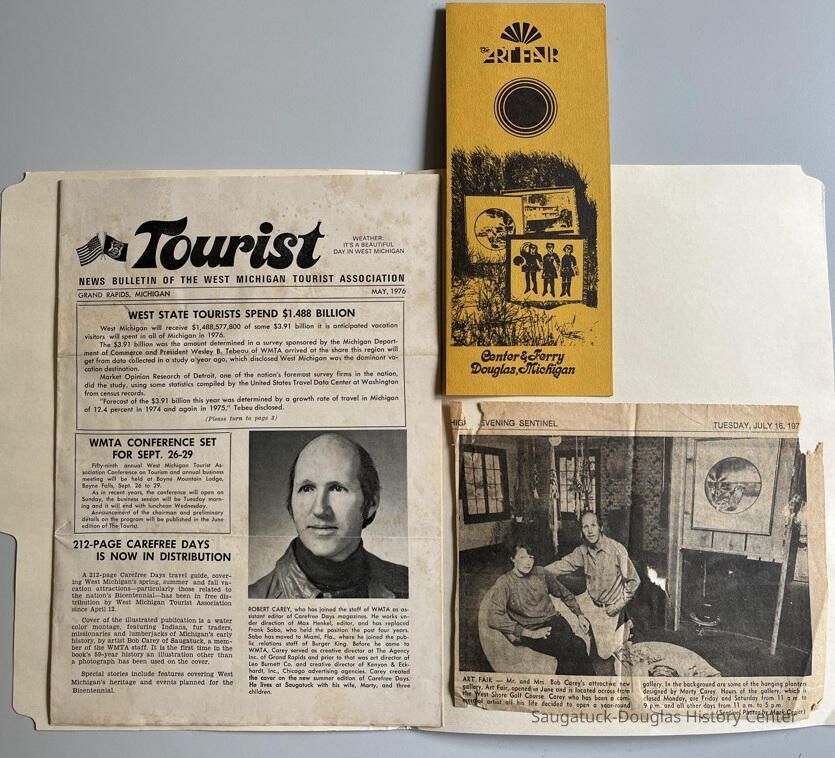 Tourist
WEATHER:
IT'S A BEAUTIFUL
DAY IN WEST MICHIGAN
NEWS BULLETIN OF THE WEST MICHIGAN TOURIST ASSOCIATION
GRAND RAPIDS, MICHIGAN
MAY, 1976
WEST STATE TOURISTS SPEND $1.488 BILLION
West Michigan will receive $1,488,577,800 of some $3.91 billion it is anticipated vacation
visitors will spent in all of Michigan in 1976.
The $3.91 billion was the amount determined in a survey sponsored by the Michigan Depart-
ment of Commerce and President Wesley B. Tebeau of WMTA arrived at the share this region will
get from data collected in a study a year ago, which disclosed West Michigan was the dominant va-
cation destination.
Market Opinion Research of Detroit, one of the nation's foremost survey firms in the nation,
did the study, using some statistics compiled by the United States Travel Data Center at Washington
from census records.
"Forecast of the $3.91 billion this year was determined by a growth rate of travel in Michigan
of 12.4 percent in 1974 and again in 1975," Tebeu disclosed.
(Please turn to page 2)
WMTA CONFERENCE SET
FOR SEPT. 26-29
Fifty-ninth annual West Michigan Tourist As-
sociation Conference on Tourism and annual business
meeting will be held at Boyne Mountain Lodge,
Boyne Falls, Sept. 26 to 29.
As in recent years, the conference will open on
Sunday, the business session will be Tuesday morn-
ing and it will end with luncheon Wednesday.
Announcement of the chairman and preliminary
details on the program will be published in the June
edition of The Tourist.
212-PAGE CAREFREE DAYS
IS NOW IN DISTRIBUTION
A 212-page Carefree Days travel guide, cover-
ing West Michigan's spring, summer and fall va-
cation attractions—particularly those related to
the nation's Bicentennial—has been in free dis-
tribution by West Michigan Tourist Association
since April 12.
Cover of the illustrated publication is a water
color montage, featuring Indians, fur traders,
missionaries and lumberjacks of Michigan's early
history, by artist Bob Carey of Saugatuck, a mem-
ber of the WMTA staff. It is the first time in the
book's 59-year history an illustration other than
a photograph has been used on the cover.
Special stories include features covering West
Michigan's heritage and events planned for the
Bicentennial.
ROBERT CAREY, who has joined the staff of WMTA as as-
sistant editor of Carefree Days magazines. He works un-
der direction of Max Henkel, editor, and has replaced
Frank Sabo, who held the position the past four years.
Sabo has moved to Miami, Fla., where he joined the pub-
lic relations staff of Burger King. Before he came to
WMTA, Carey served as creative director at The Agency
Inc. of Grand Rapids and prior to that was art director of
Leo Burnett Co. and creative director of Kenyon & Eck-
hardt, Inc., Chicago advertising agencies. Carey created
the cover on the new summer edition of Carefree Days.
He lives at Saugatuck with his wife, Marty, and three
children.
The
ART FAIR
Center & Ferry
Douglas, Michigan
EVENING SENTINEL
TUESDAY, JULY 16, 197
ART FAIR — Mr. and Mrs. Bob Carey's attractive new
gallery, Art Fair, opened in June and is located across from
the West Shore Golf Course. Carey who has been a com-
mercial artist all his life decided to open a year-round
gallery. In the background are some of the hanging planters
designed by Marty Carey. Hours of the gallery, which is
closed Monday, are Friday and Saturday from 11 a.m. to
9 p.m. and all other days from 11 a.m. to 5 p.m.
(Sentinel Photos by Mark Cooper)
Saugatuck-Douglas History Center